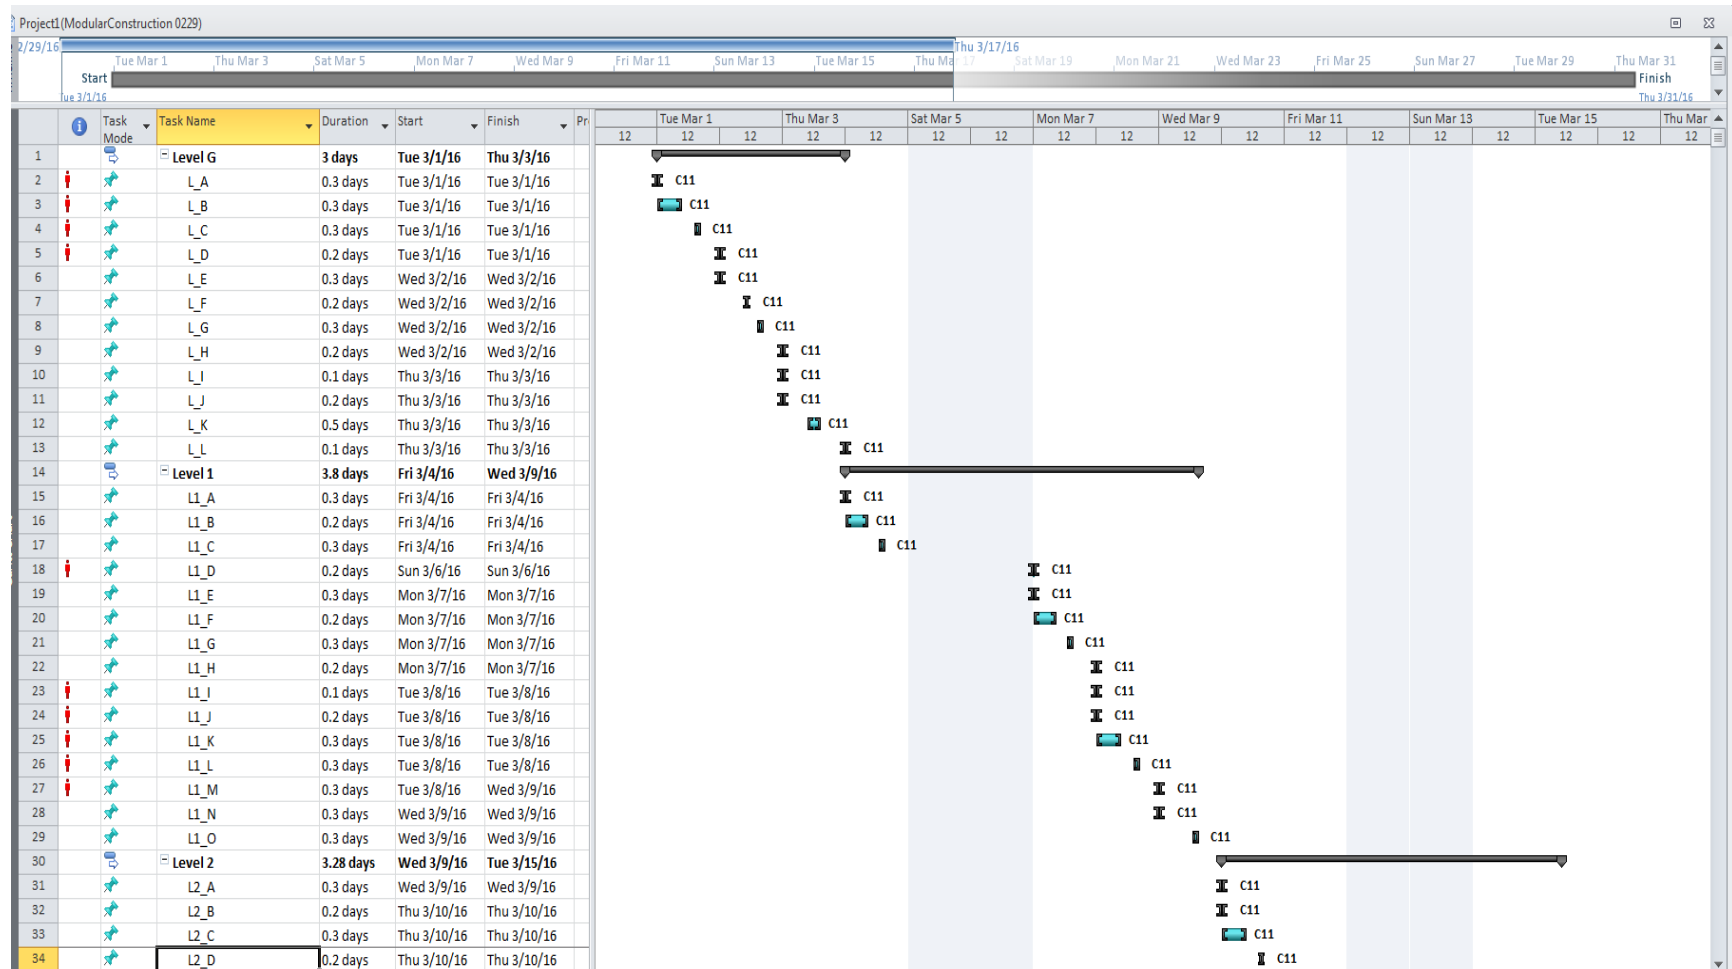 Project1(ModularConstruction 0229)
2/29/16 Thu 3/17/16
Tue Mar 1 Thu Mar 3 Sat Mar 5 Mon Mar 7 Wed Mar 9 Fri Mar 11 Sun Mar 13 Tue Mar 15 Thu Mar 17 Sat Mar 19 Mon Mar 21 Wed Mar 23 Fri Mar 25 Sun Mar 27 Tue Mar 29 Thu Mar 31
Start Finish
Tue 3/1/16 Thu 3/31/16
Task Mode Task Name Duration Start Finish Pr Tue Mar 1 Thu Mar 3 Sat Mar 5 Mon Mar 7 Wed Mar 9 Fri Mar 11 Sun Mar 13 Tue Mar 15 Thu Mar
12 12 12 12 12 12 12 12 12 12 12 12 12 12 12 12 12 12
1 Level G 3 days Tue 3/1/16 Thu 3/3/16
2 L_A 0.3 days Tue 3/1/16 Tue 3/1/16 C11
3 L_B 0.3 days Tue 3/1/16 Tue 3/1/16 C11
4 L_C 0.3 days Tue 3/1/16 Tue 3/1/16 C11
5 L_D 0.2 days Tue 3/1/16 Tue 3/1/16 C11
6 L_E 0.3 days Wed 3/2/16 Wed 3/2/16 C11
7 L_F 0.2 days Wed 3/2/16 Wed 3/2/16 C11
8 L_G 0.3 days Wed 3/2/16 Wed 3/2/16 C11
9 L_H 0.2 days Wed 3/2/16 Wed 3/2/16 C11
10 L_I 0.1 days Thu 3/3/16 Thu 3/3/16 C11
11 L_J 0.2 days Thu 3/3/16 Thu 3/3/16 C11
12 L_K 0.5 days Thu 3/3/16 Thu 3/3/16 C11
13 L_L 0.1 days Thu 3/3/16 Thu 3/3/16 C11
14 Level 1 3.8 days Fri 3/4/16 Wed 3/9/16
15 L1_A 0.3 days Fri 3/4/16 Fri 3/4/16 C11
16 L1_B 0.2 days Fri 3/4/16 Fri 3/4/16 C11
17 L1_C 0.3 days Fri 3/4/16 Fri 3/4/16 C11
18 L1_D 0.2 days Sun 3/6/16 Sun 3/6/16 C11
19 L1_E 0.3 days Mon 3/7/16 Mon 3/7/16 C11
20 L1_F 0.2 days Mon 3/7/16 Mon 3/7/16 C11
21 L1_G 0.3 days Mon 3/7/16 Mon 3/7/16 C11
22 L1_H 0.2 days Mon 3/7/16 Mon 3/7/16 C11
23 L1_I 0.1 days Tue 3/8/16 Tue 3/8/16 C11
24 L1_J 0.2 days Tue 3/8/16 Tue 3/8/16 C11
25 L1_K 0.3 days Tue 3/8/16 Tue 3/8/16 C11
26 L1_L 0.3 days Tue 3/8/16 Tue 3/8/16 C11
27 L1_M 0.3 days Tue 3/8/16 Wed 3/9/16 C11
28 L1_N 0.3 days Wed 3/9/16 Wed 3/9/16 C11
29 L1_O 0.3 days Wed 3/9/16 Wed 3/9/16 C11
30 Level 2 3.28 days Wed 3/9/16 Tue 3/15/16
31 L2_A 0.3 days Wed 3/9/16 Wed 3/9/16 C11
32 L2_B 0.2 days Thu 3/10/16 Thu 3/10/16 C11
33 L2_C 0.3 days Thu 3/10/16 Thu 3/10/16 C11
34 L2_D 0.2 days Thu 3/10/16 Thu 3/10/16 C11